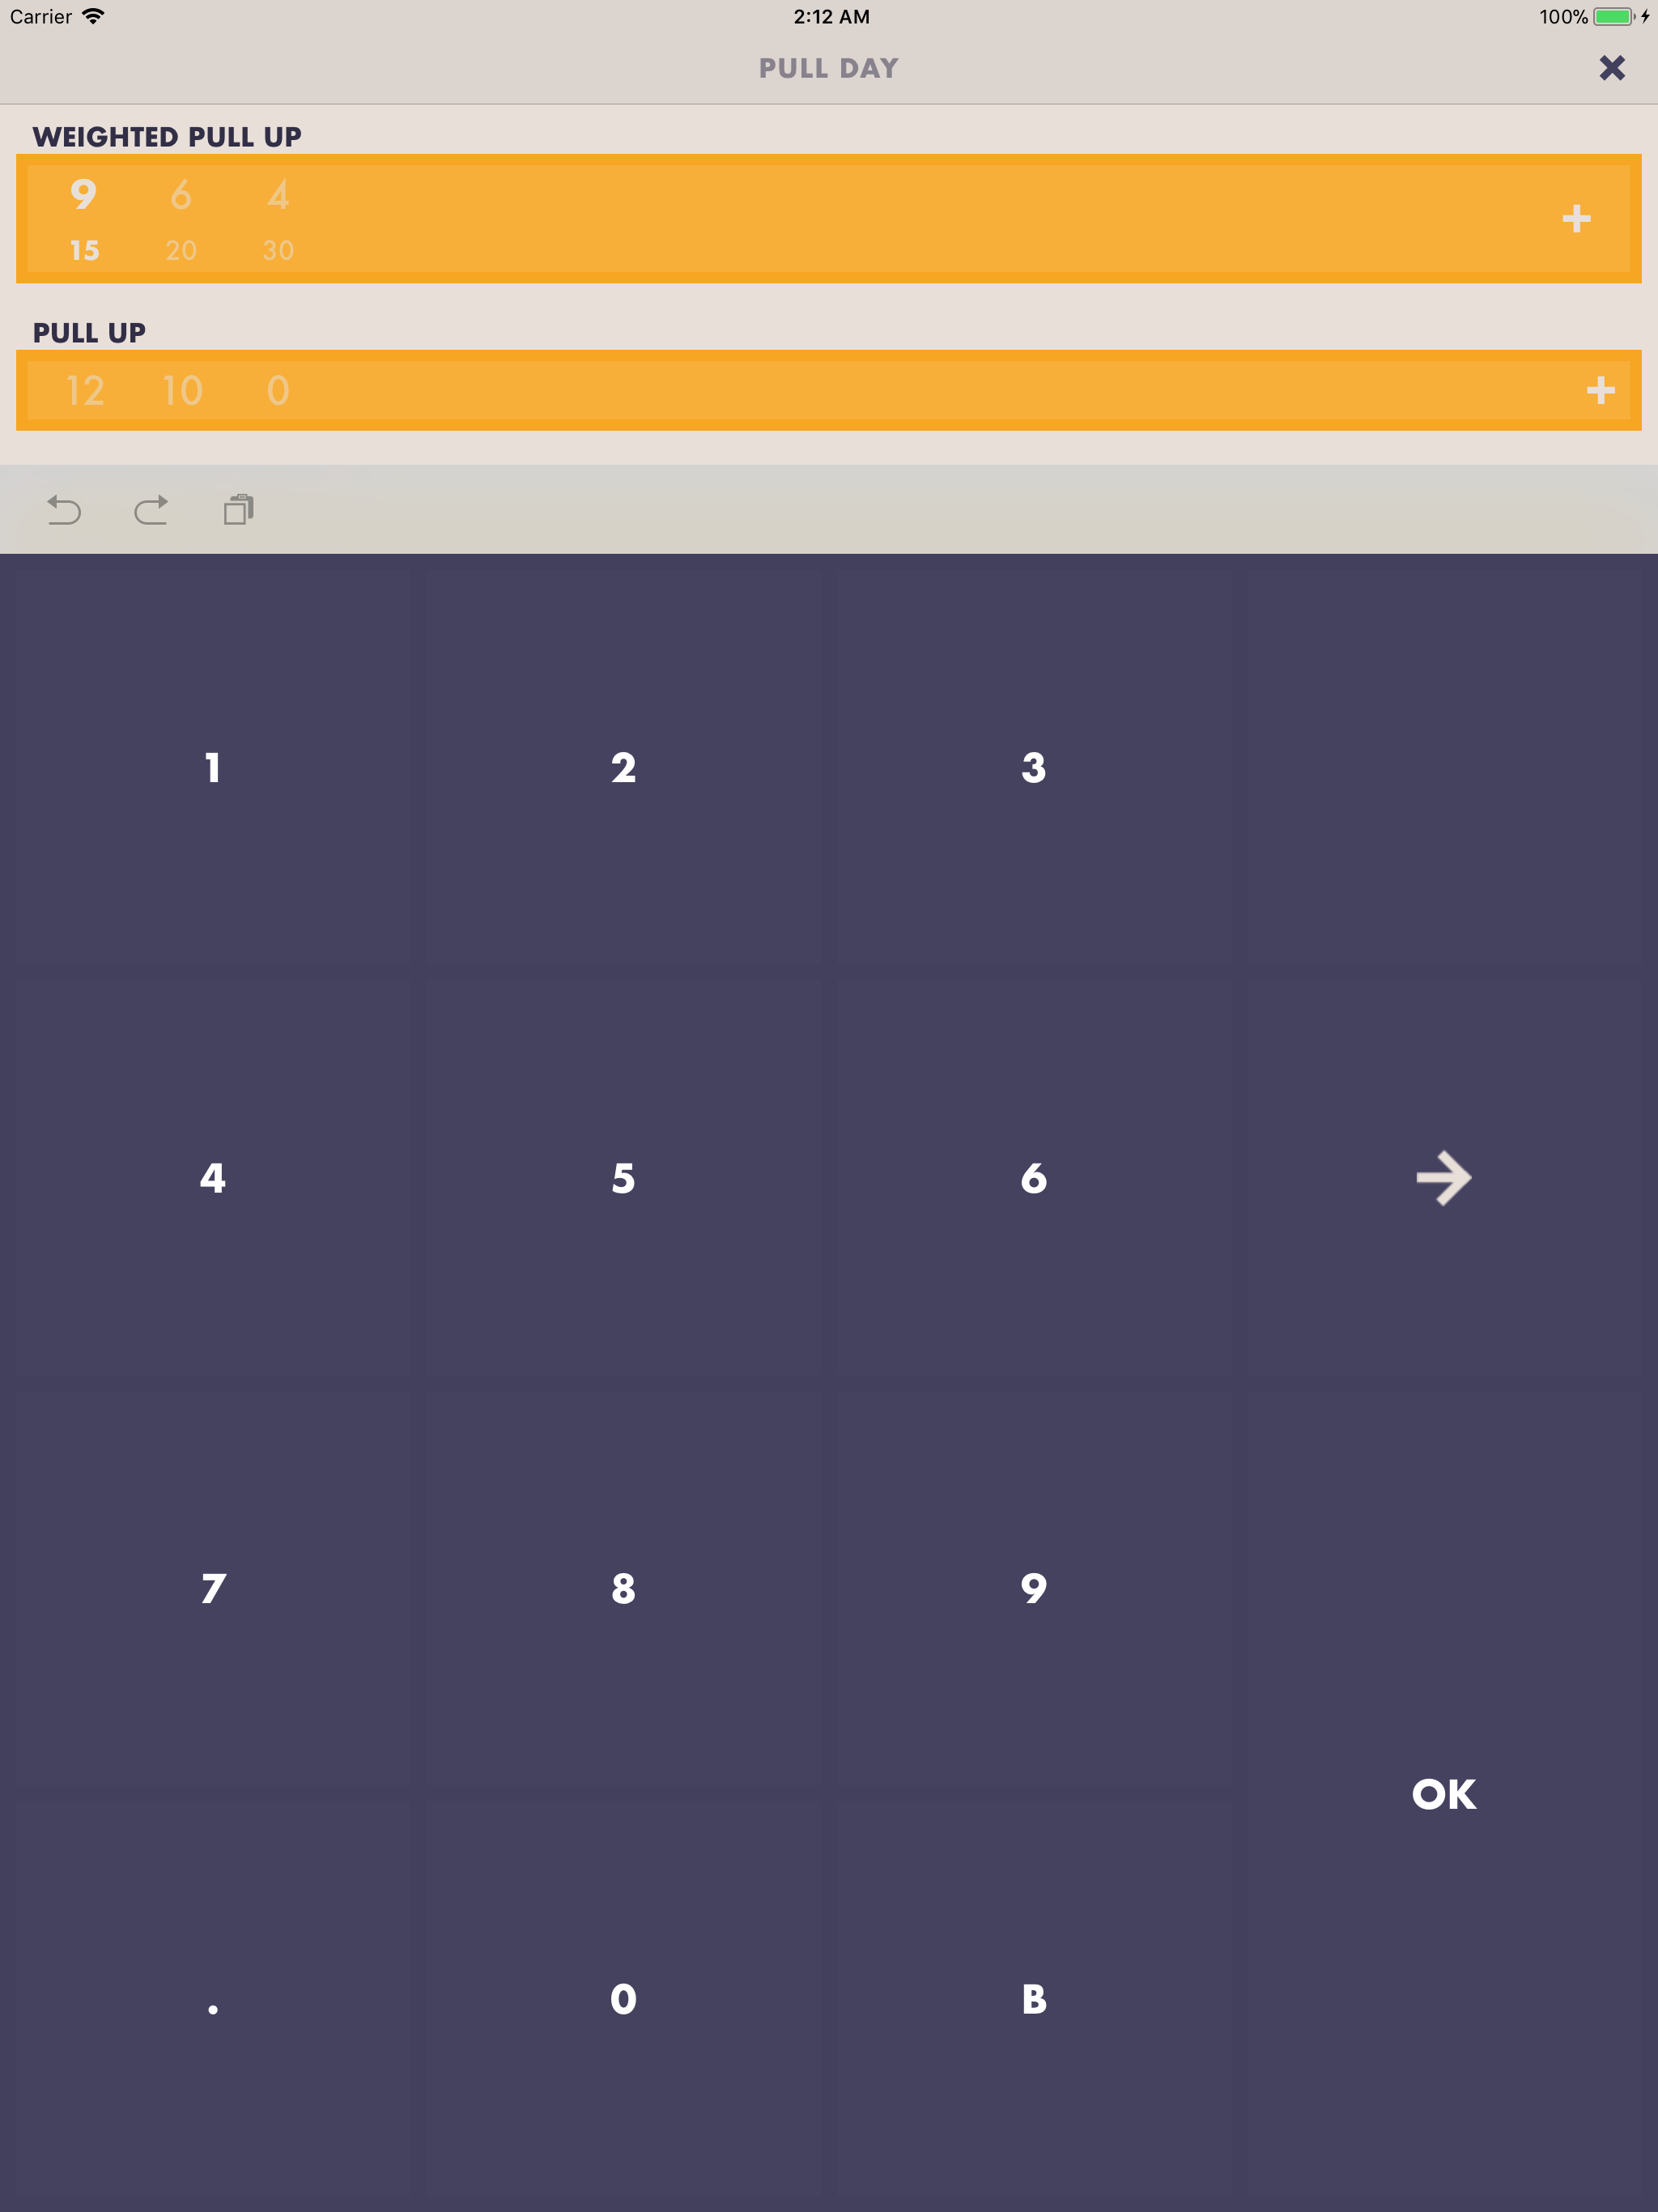 Carrier 2:12 AM 100%
PULL DAY
WEIGHTED PULL UP
9 6 4
15 20 30
PULL UP
12 10 0
1 2 3
4 5 6
7 8 9
OK
. 0 B